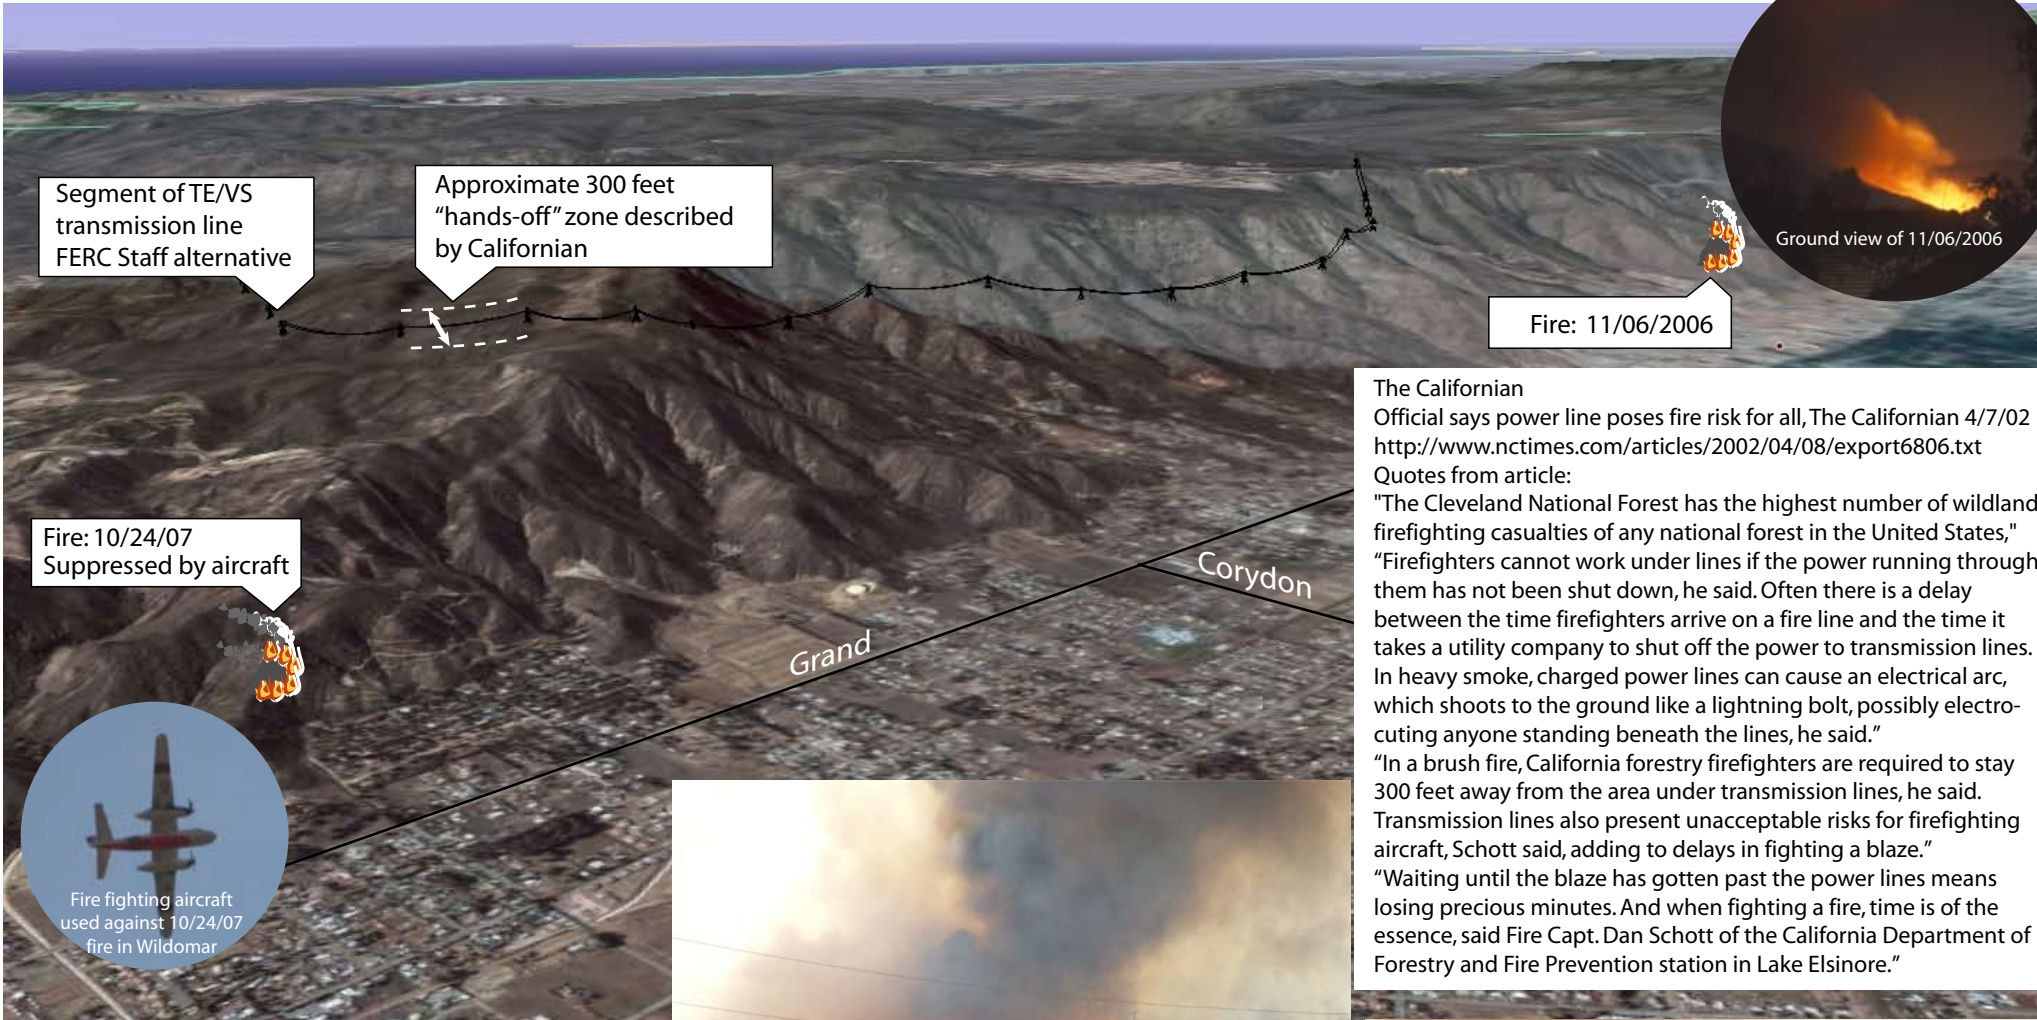 Segment of TE/VS
transmission line
FERC Staff alternative
Approximate 300 feet
“hands-off” zone described
by Californian
Ground view of 11/06/2006
Fire: 11/06/2006
The Californian
Official says power line poses fire risk for all, The Californian 4/7/02
http://www.nctimes.com/articles/2002/04/08/export6806.txt
Quotes from article:
"The Cleveland National Forest has the highest number of wildland
firefighting casualties of any national forest in the United States,"
“Firefighters cannot work under lines if the power running through
them has not been shut down, he said. Often there is a delay
between the time firefighters arrive on a fire line and the time it
takes a utility company to shut off the power to transmission lines.
In heavy smoke, charged power lines can cause an electrical arc,
which shoots to the ground like a lightning bolt, possibly electro-
cuting anyone standing beneath the lines, he said.”
“In a brush fire, California forestry firefighters are required to stay
300 feet away from the area under transmission lines, he said.
Transmission lines also present unacceptable risks for firefighting
aircraft, Schott said, adding to delays in fighting a blaze.”
“Waiting until the blaze has gotten past the power lines means
losing precious minutes. And when fighting a fire, time is of the
essence, said Fire Capt. Dan Schott of the California Department of
Forestry and Fire Prevention station in Lake Elsinore.”
Fire: 10/24/07
Suppressed by aircraft
Corydon
Grand
Fire fighting aircraft
used against 10/24/07
fire in Wildomar